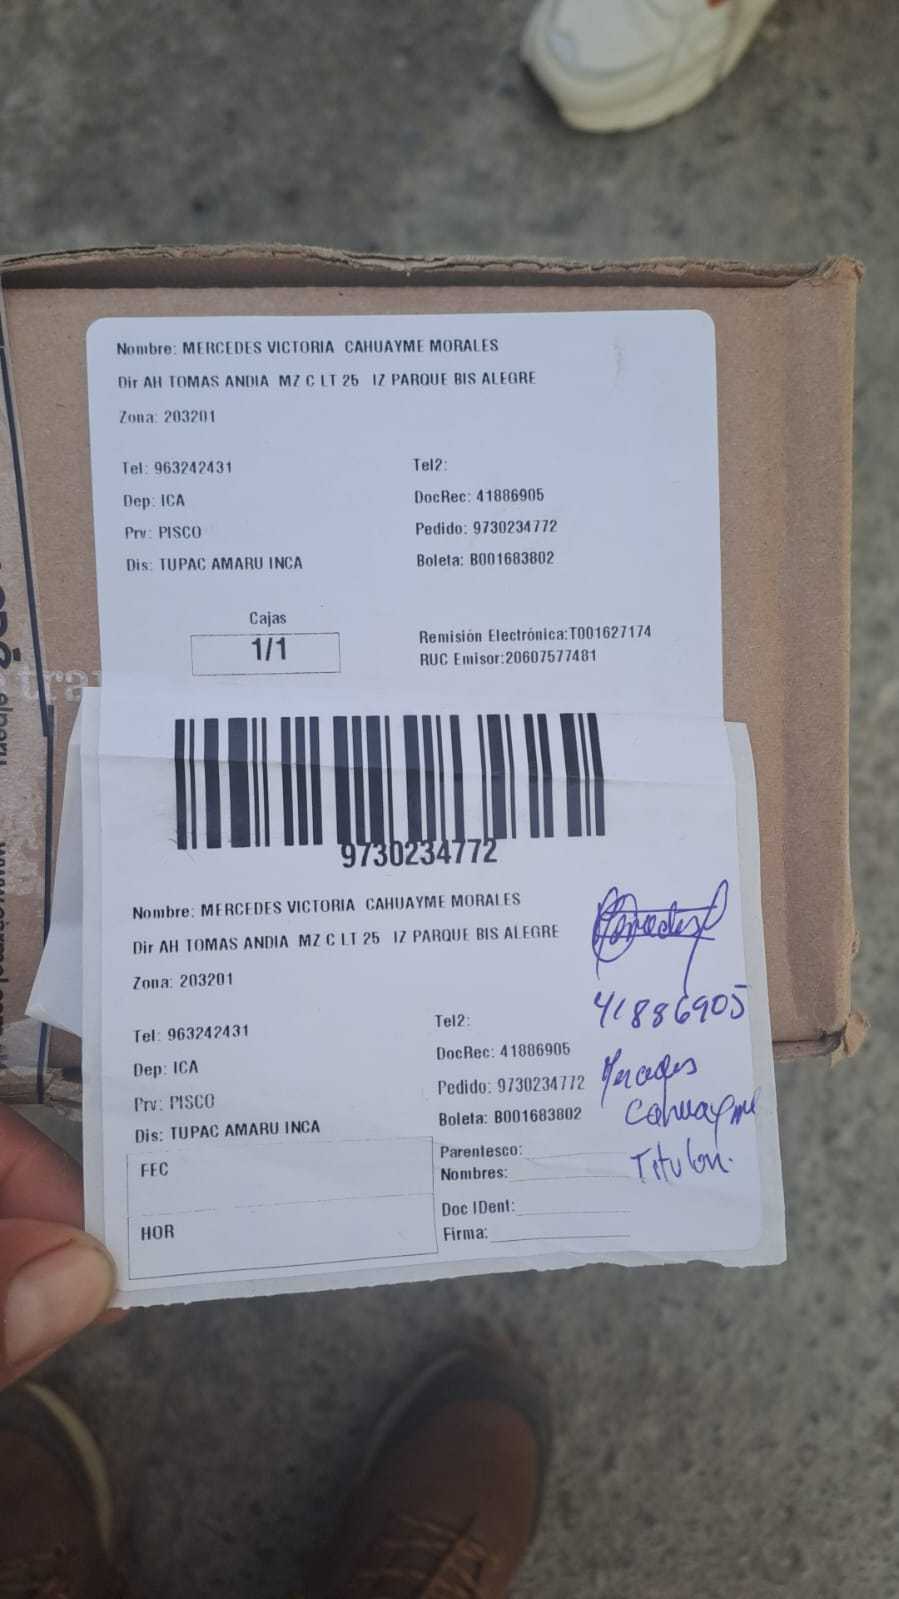 Nombre: MERCEDES VICTORIA CAHUAYME MORALES
Dir AH TOMAS ANDIA MZ C LT 25 IZ PARQUE BIS ALEGRE
Zona: 203201
Tel: 963242431 Tel2:
Dep: ICA DocRec: 41886905
Prv: PISCO Pedido: 9730234772
Dis: TUPAC AMARU INCA Boleta: B001683802
Cajas
1/1
Remisión Electrónica:T001627174
RUC Emisor:20607577481
9730234772
Nombre: MERCEDES VICTORIA CAHUAYME MORALES
Dir AH TOMAS ANDIA MZ C LT 25 IZ PARQUE BIS ALEGRE
Zona: 203201
Tel: 963242431 Tel2:
Dep: ICA DocRec: 41886905
Prv: PISCO Pedido: 9730234772
Dis: TUPAC AMARU INCA Boleta: B001683802
FEC
HOR
Parentesco:
Nombres:
Doc IDent:
Firma:
41886905
Cahuayme